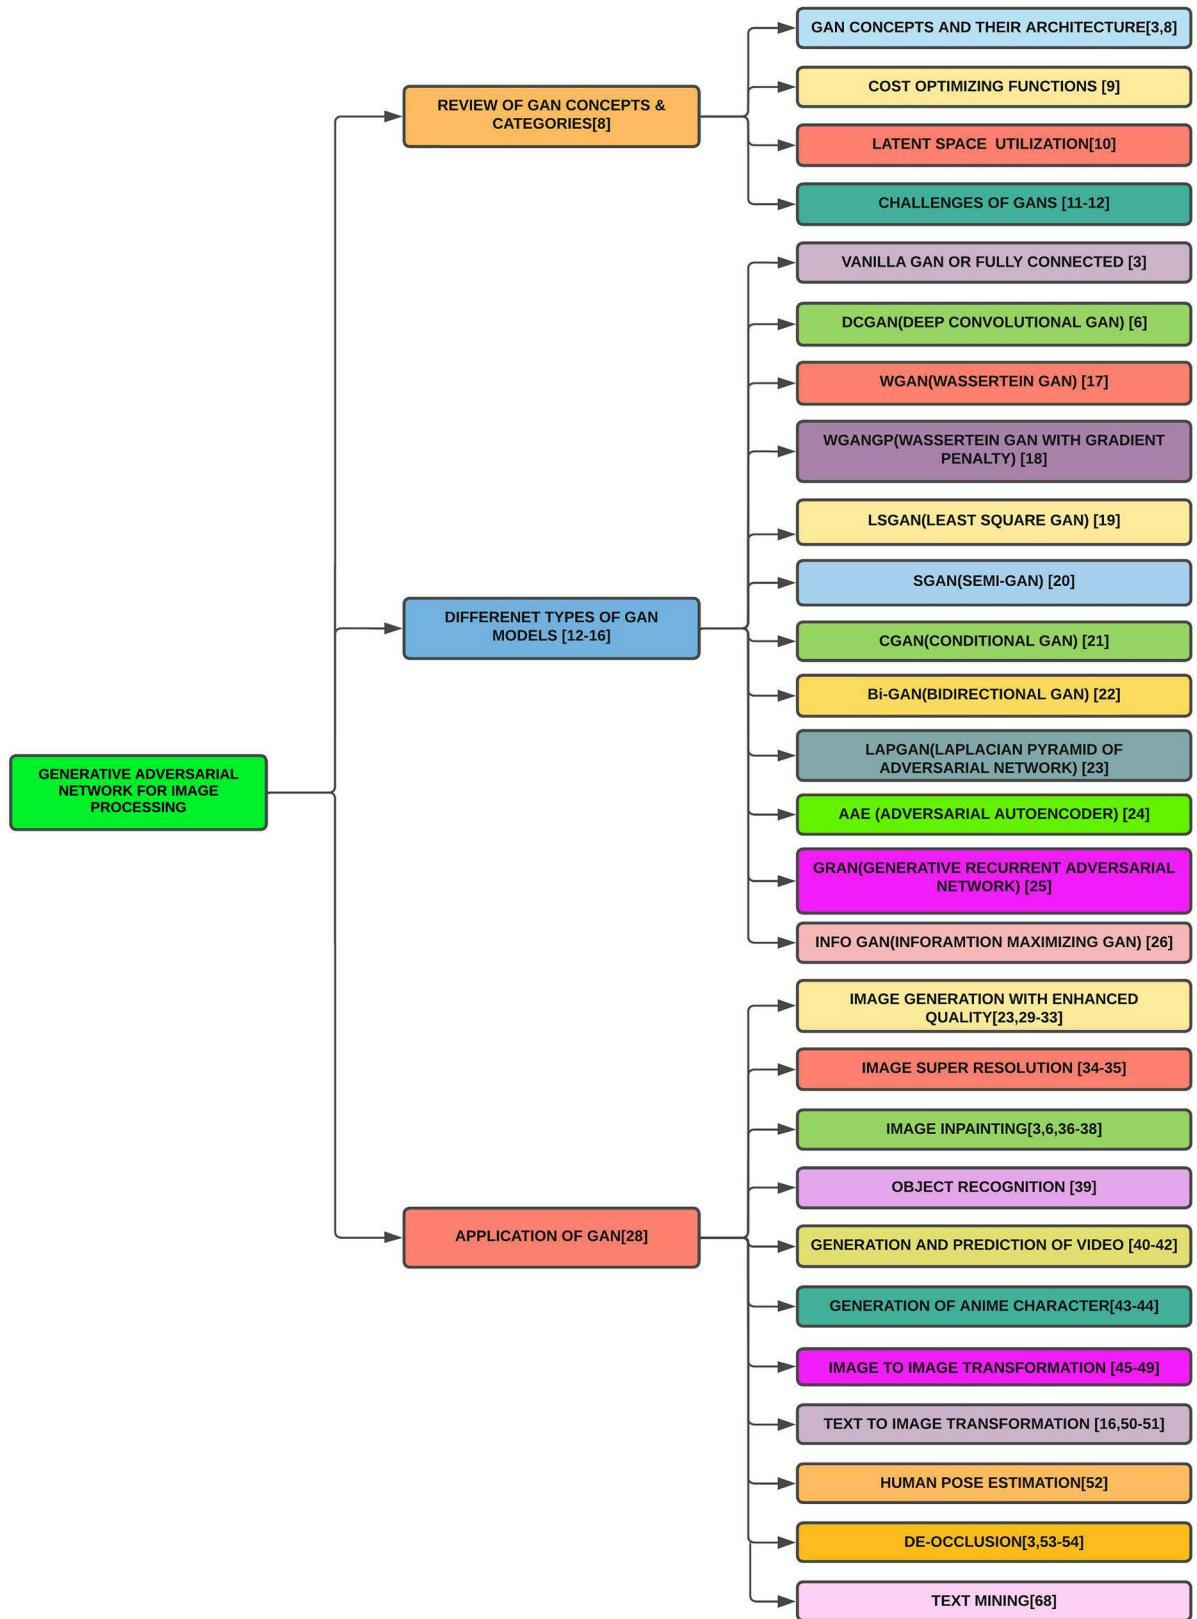 GENERATIVE ADVERSARIAL
NETWORK FOR IMAGE
PROCESSING
REVIEW OF GAN CONCEPTS &
CATEGORIES[8]
GAN CONCEPTS AND THEIR ARCHITECTURE[3,8]
COST OPTIMIZING FUNCTIONS [9]
LATENT SPACE UTILIZATION[10]
CHALLENGES OF GANS [11-12]
DIFFERENET TYPES OF GAN
MODELS [12-16]
VANILLA GAN OR FULLY CONNECTED [3]
DCGAN(DEEP CONVOLUTIONAL GAN) [6]
WGAN(WASSERTEIN GAN) [17]
WGANGP(WASSERTEIN GAN WITH GRADIENT
PENALTY) [18]
LSGAN(LEAST SQUARE GAN) [19]
SGAN(SEMI-GAN) [20]
CGAN(CONDITIONAL GAN) [21]
Bi-GAN(BIDIRECTIONAL GAN) [22]
LAPGAN(LAPLACIAN PYRAMID OF
ADVERSARIAL NETWORK) [23]
AAE (ADVERSARIAL AUTOENCODER) [24]
GRAN(GENERATIVE RECURRENT ADVERSARIAL
NETWORK) [25]
INFO GAN(INFORAMTION MAXIMIZING GAN) [26]
APPLICATION OF GAN[28]
IMAGE GENERATION WITH ENHANCED
QUALITY[23,29-33]
IMAGE SUPER RESOLUTION [34-35]
IMAGE INPAINTING[3,6,36-38]
OBJECT RECOGNITION [39]
GENERATION AND PREDICTION OF VIDEO [40-42]
GENERATION OF ANIME CHARACTER[43-44]
IMAGE TO IMAGE TRANSFORMATION [45-49]
TEXT TO IMAGE TRANSFORMATION [16,50-51]
HUMAN POSE ESTIMATION[52]
DE-OCCLUSION[3,53-54]
TEXT MINING[68]